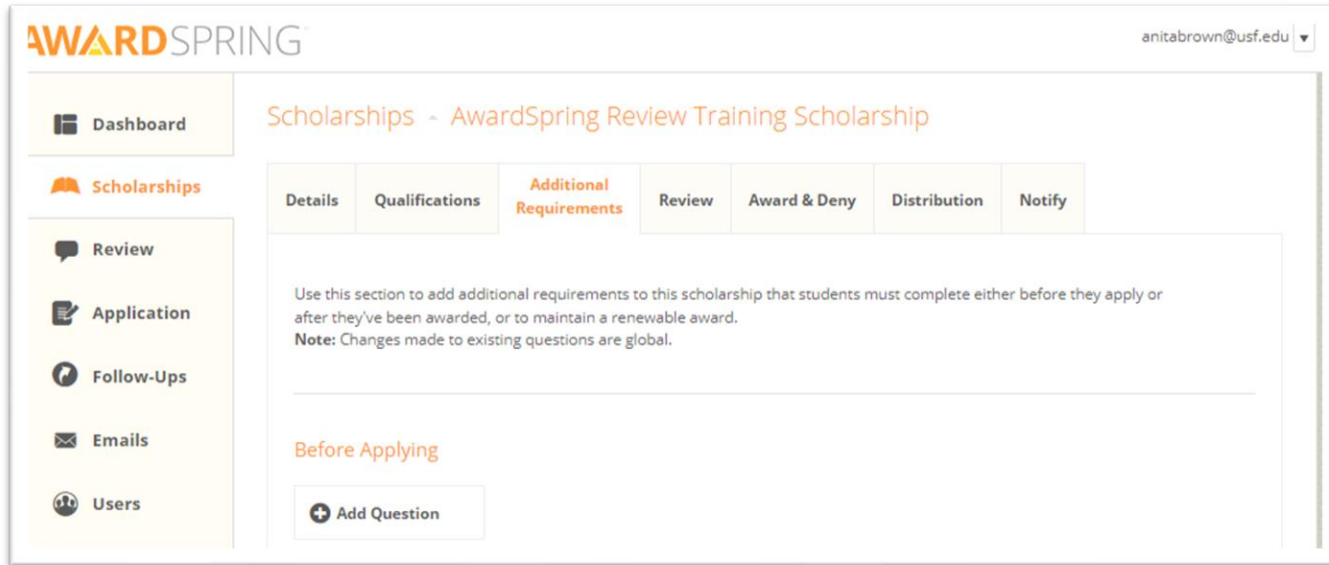 AWARDSPRING
anitabrown@usf.edu
Dashboard
Scholarships
Review
Application
Follow-Ups
Emails
Users
Scholarships - AwardSpring Review Training Scholarship
Details
Qualifications
Additional
Requirements
Review
Award & Deny
Distribution
Notify
Use this section to add additional requirements to this scholarship that students must complete either before they apply or
after they've been awarded, or to maintain a renewable award.
Note: Changes made to existing questions are global.
Before Applying
Add Question